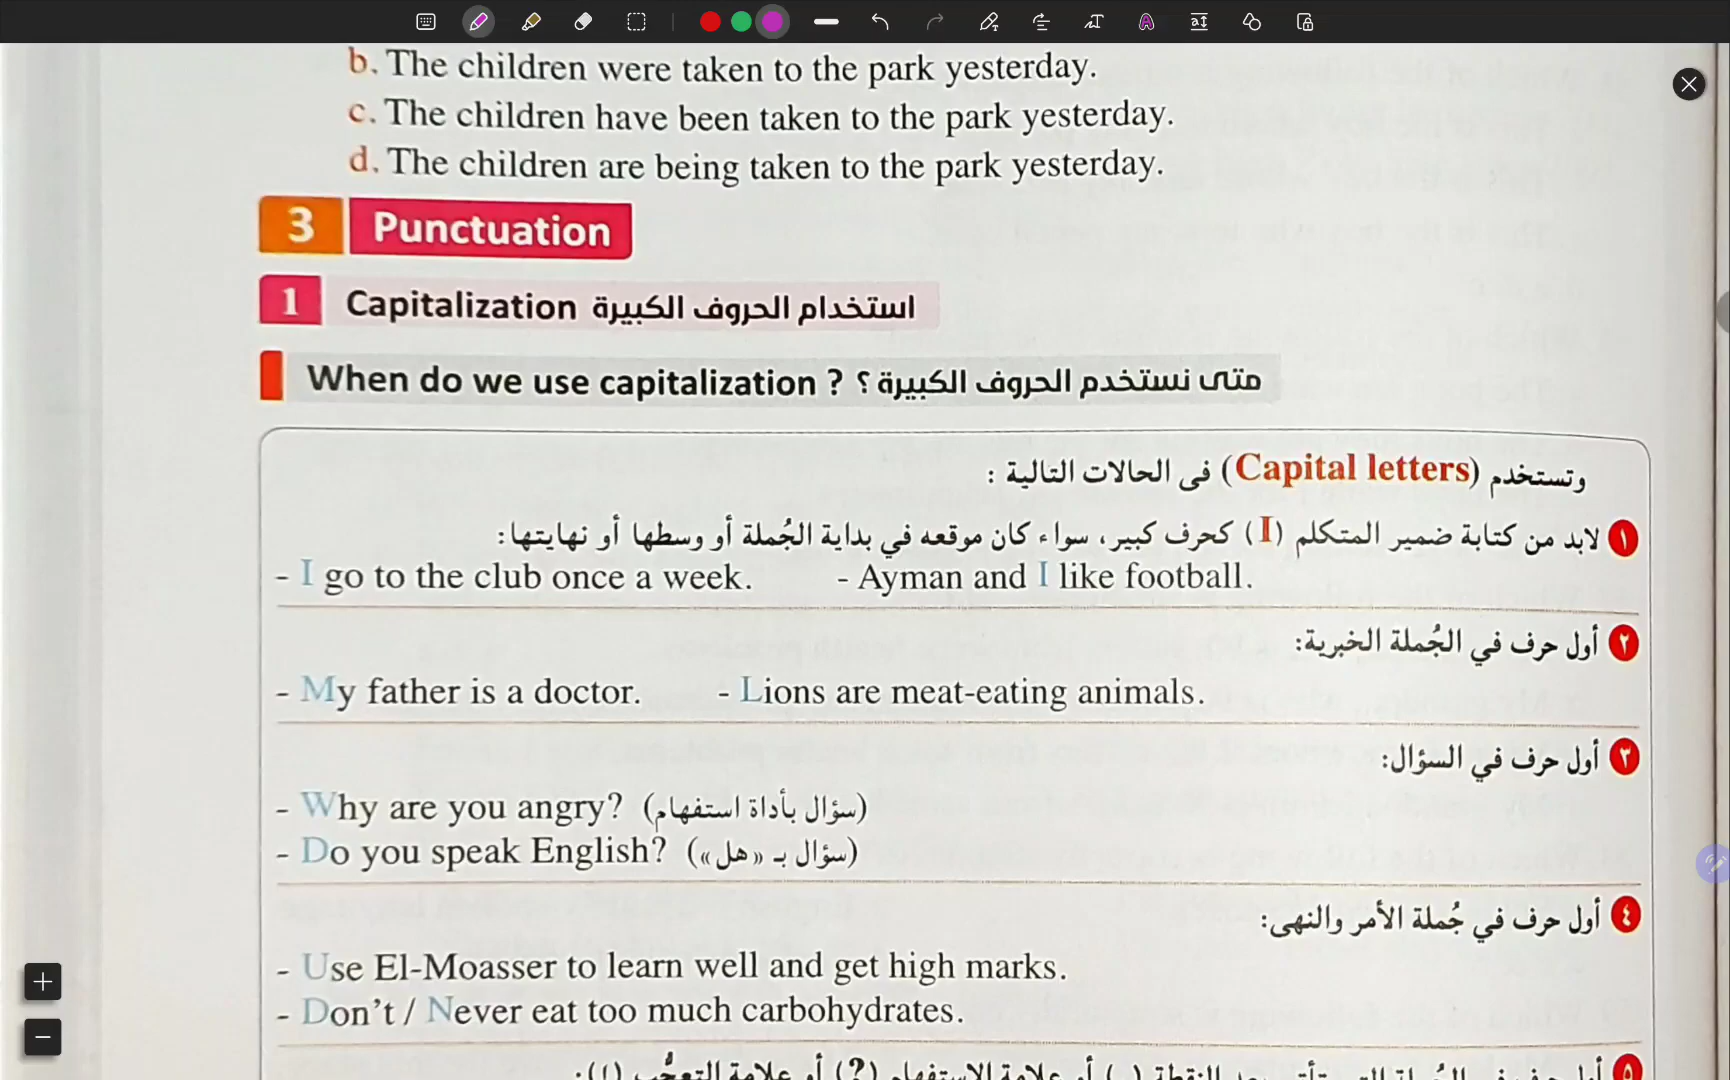 b. The children were taken to the park yesterday.
c. The children have been taken to the park yesterday.
d. The children are being taken to the park yesterday.
3 Punctuation
1 Capitalization استخدام الحروف الكبيرة
When do we use capitalization ? متى نستخدم الحروف الكبيرة ؟
وتستخدم (Capital letters) فى الحالات التالية :
١ لابد من كتابة ضمير المتكلم (I) كحرف كبير، سواء كان موقعه في بداية الجُملة أو وسطها أو نهايتها:
- I go to the club once a week. - Ayman and I like football.
٢ أول حرف في الجُملة الخبرية:
- My father is a doctor. - Lions are meat-eating animals.
٣ أول حرف في السؤال:
- Why are you angry? (سؤال بأداة استفهام)
- Do you speak English? (سؤال بـ «هل»)
٤ أول حرف في جُملة الأمر والنهى:
- Use El-Moasser to learn well and get high marks.
- Don't / Never eat too much carbohydrates.